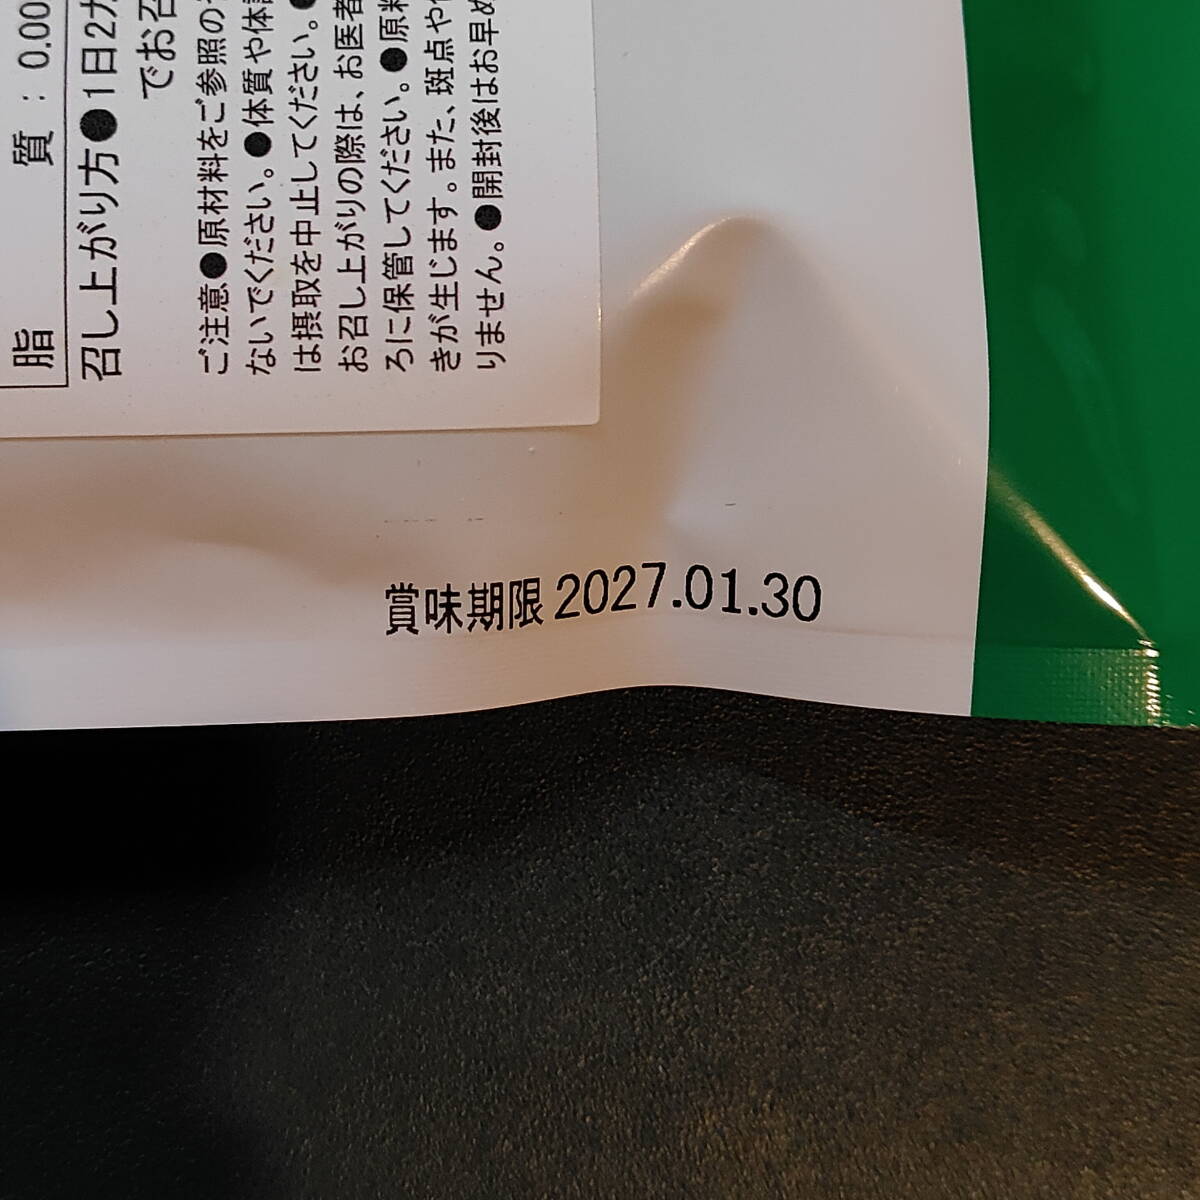 脂 質：0.00
召し上がり方●1日2カ
でお召
ご注意●原材料をご参照の
ないでください。●体質や体調
は摂取を中止してください。●
お召し上がりの際は、お医者
ろに保管してください。●原料
きが生じます。また、斑点や
りません。●開封後はお早め
賞味期限 2027.01.30